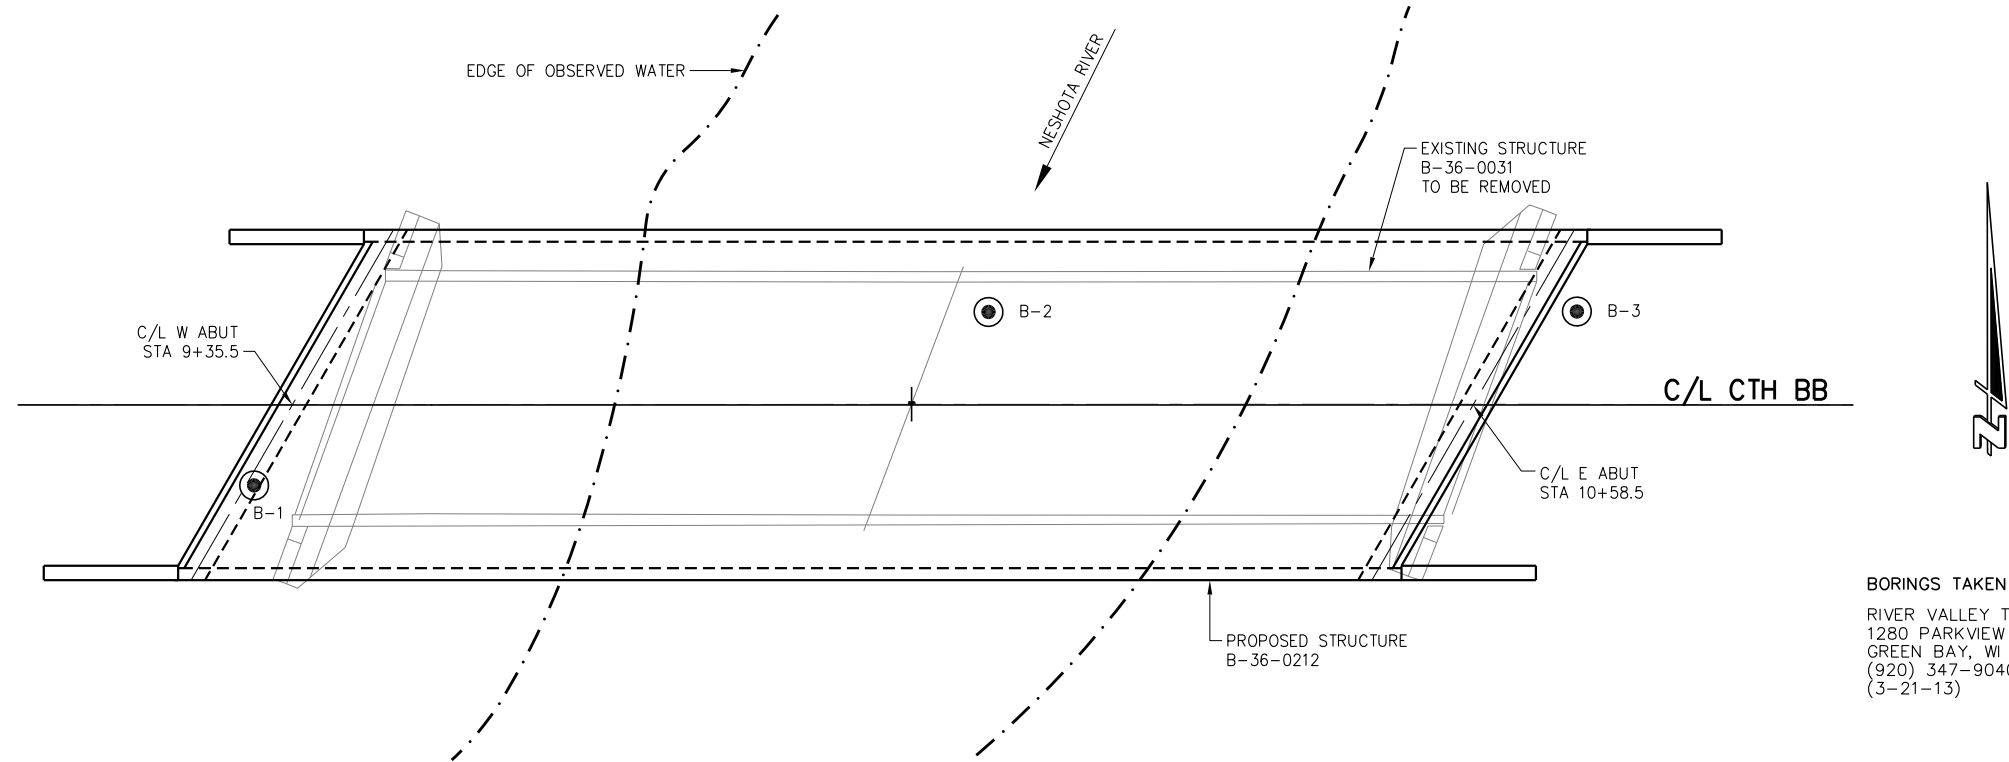 EDGE OF OBSERVED WATER
NESHOTA RIVER
EXISTING STRUCTURE
B-36-0031
TO BE REMOVED
B-2
B-3
C/L W ABUT
STA 9+35.5
C/L CTH BB
N
B-1
C/L E ABUT
STA 10+58.5
PROPOSED STRUCTURE
B-36-0212
BORINGS TAKEN
RIVER VALLEY T
1280 PARKVIEW
GREEN BAY, WI
(920) 347-9040
(3-21-13)